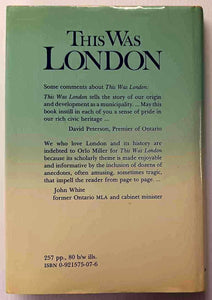 THIS WAS
LONDON
Some comments about This Was London:
This Was London tells the story of our origin
and development as a municipality. ... May this
book instill in each of you a sense of pride in
our rich civic heritage ...
David Peterson, Premier of Ontario
We who love London and its history are
indebted to Orlo Miller for This Was London
because its scholarly theme is made enjoyable
and informative by the inclusion of dozens of
anecdotes, often amusing, sometimes tragic,
that impell the reader from page to page ...
John White
former Ontario MLA and cabinet minister
257 pp., 80 b/w ills.
ISBN 0-921575-07-6